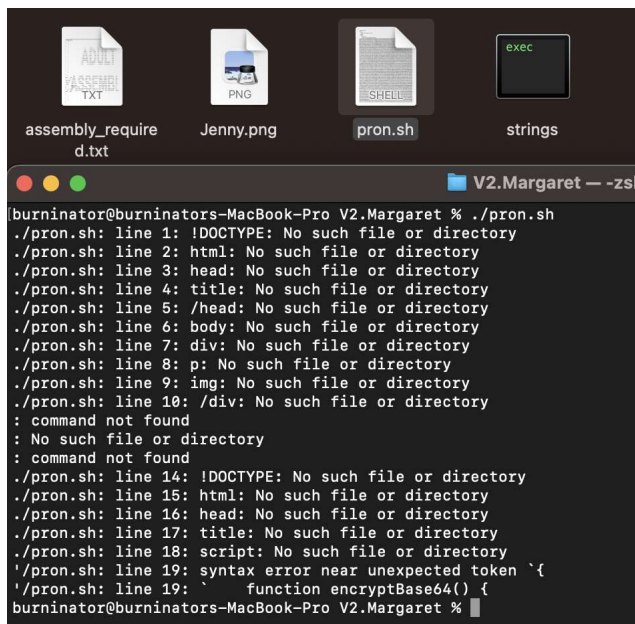 exec
TXT
PNG
SHELL
assembly_require
d.txt
Jenny.png
pron.sh
strings
V2.Margaret — -zsh
[burninator@burninators-MacBook-Pro V2.Margaret % ./pron.sh
./pron.sh: line 1: !DOCTYPE: No such file or directory
./pron.sh: line 2: html: No such file or directory
./pron.sh: line 3: head: No such file or directory
./pron.sh: line 4: title: No such file or directory
./pron.sh: line 5: /head: No such file or directory
./pron.sh: line 6: body: No such file or directory
./pron.sh: line 7: div: No such file or directory
./pron.sh: line 8: p: No such file or directory
./pron.sh: line 9: img: No such file or directory
./pron.sh: line 10: /div: No such file or directory
: command not found
: No such file or directory
: command not found
./pron.sh: line 14: !DOCTYPE: No such file or directory
./pron.sh: line 15: html: No such file or directory
./pron.sh: line 16: head: No such file or directory
./pron.sh: line 17: title: No such file or directory
./pron.sh: line 18: script: No such file or directory
'/pron.sh: line 19: syntax error near unexpected token `{
'/pron.sh: line 19: `    function encryptBase64() {
burninator@burninators-MacBook-Pro V2.Margaret %